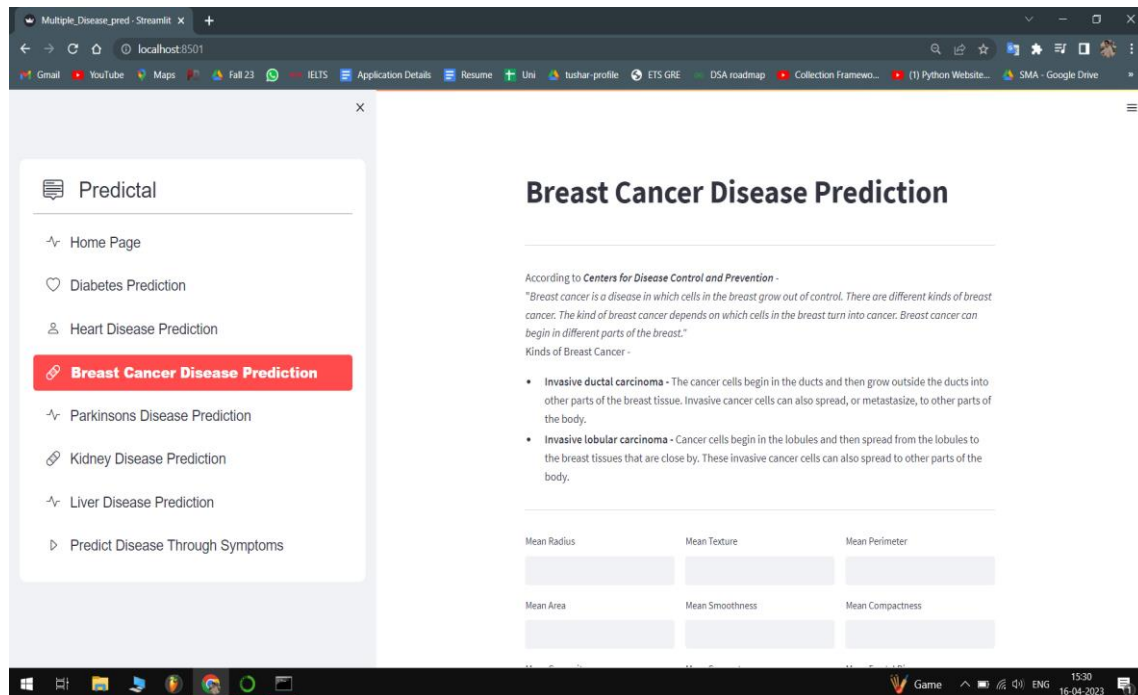 Multiple_Disease_pred · Streamlit
localhost:8501
Gmail YouTube Maps Fall 23 IELTS Application Details Resume Uni tushar-profile ETS GRE DSA roadmap Collection Framewo... (1) Python Website... SMA - Google Drive »
Predictal
Home Page
Diabetes Prediction
Heart Disease Prediction
Breast Cancer Disease Prediction
Parkinsons Disease Prediction
Kidney Disease Prediction
Liver Disease Prediction
Predict Disease Through Symptoms
Breast Cancer Disease Prediction
According to Centers for Disease Control and Prevention -
"Breast cancer is a disease in which cells in the breast grow out of control. There are different kinds of breast
cancer. The kind of breast cancer depends on which cells in the breast turn into cancer. Breast cancer can
begin in different parts of the breast."
Kinds of Breast Cancer -
• Invasive ductal carcinoma - The cancer cells begin in the ducts and then grow outside the ducts into
other parts of the breast tissue. Invasive cancer cells can also spread, or metastasize, to other parts of
the body.
• Invasive lobular carcinoma - Cancer cells begin in the lobules and then spread from the lobules to
the breast tissues that are close by. These invasive cancer cells can also spread to other parts of the
body.
Mean Radius Mean Texture Mean Perimeter
Mean Area Mean Smoothness Mean Compactness
Game ENG 15:30
16-04-2023